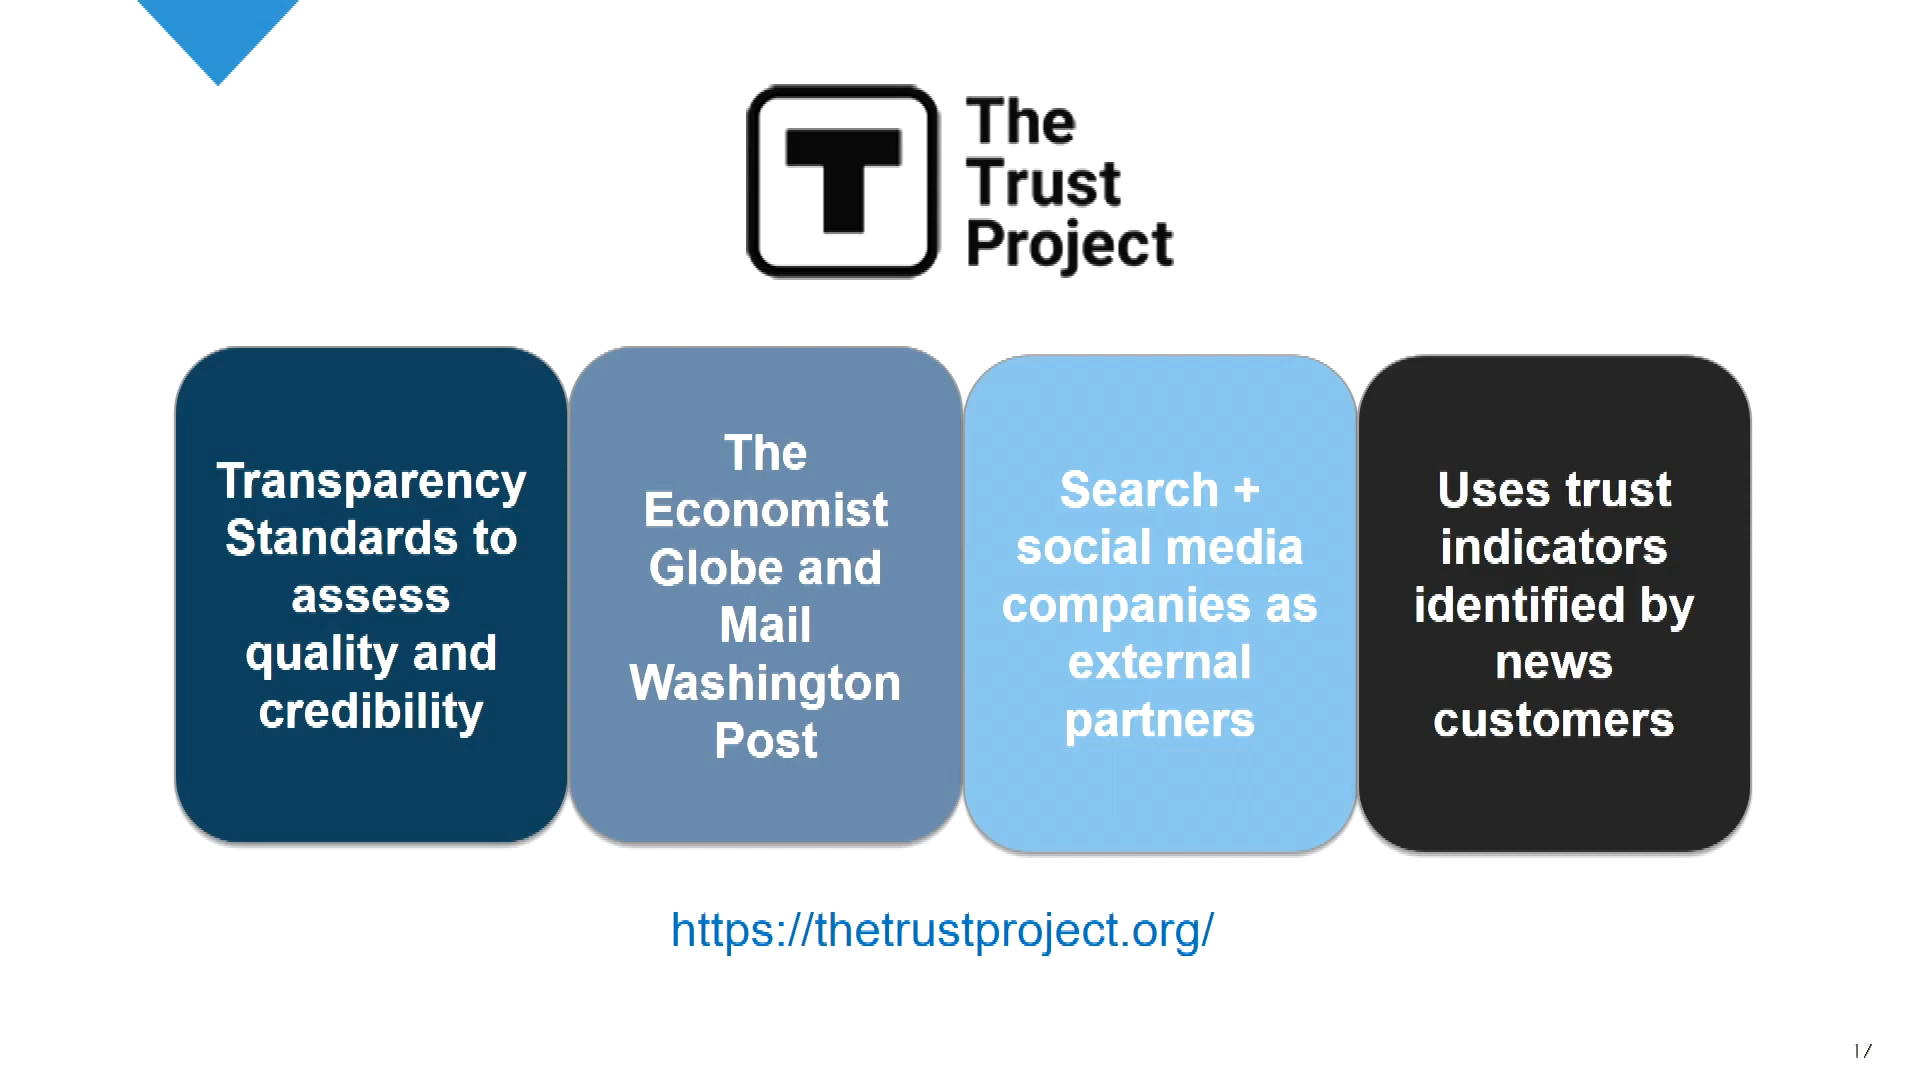 T
The
Trust
Project
Transparency
Standards to
assess
quality and
credibility
The
Economist
Globe and
Mail
Washington
Post
Search +
social media
companies as
external
partners
Uses trust
indicators
identified by
news
customers
https://thetrustproject.org/
17